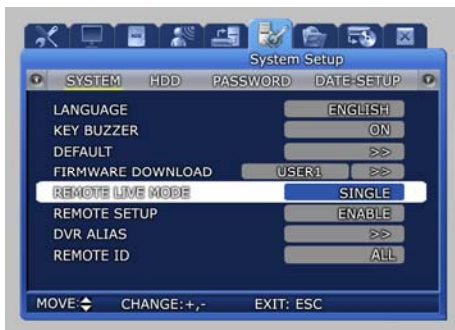 System Setup
SYSTEM HDD PASSWORD DATE-SETUP
LANGUAGE ENGLISH
KEY BUZZER ON
DEFAULT >>
FIRMWARE DOWNLOAD USER1 >>
REMOTE LIVE MODE SINGLE
REMOTE SETUP ENABLE
DVR ALIAS >>
REMOTE ID ALL
MOVE: CHANGE:+,- EXIT: ESC